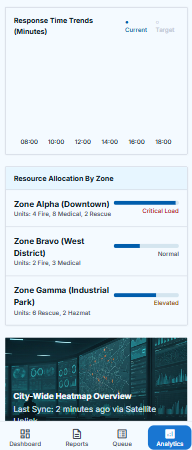 Response Time Trends
(Minutes)
Current
Target
08:00 10:00 12:00 14:00 16:00 18:00
Resource Allocation By Zone
Zone Alpha (Downtown)
Units: 4 Fire, 8 Medical, 2 Rescue
Critical Load
Zone Bravo (West
District)
Units: 2 Fire, 3 Medical
Normal
Zone Gamma (Industrial
Park)
Units: 6 Rescue, 2 Hazmat
Elevated
City-Wide Heatmap Overview
Last Sync: 2 minutes ago via Satellite
Uplink
Dashboard Reports Queue Analytics